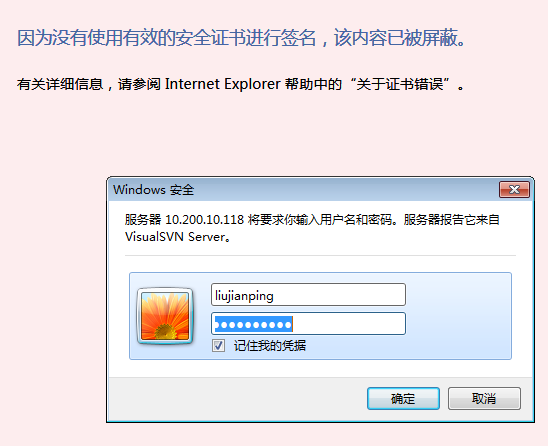 因为没有使用有效的安全证书进行签名，该内容已被屏蔽。
有关详细信息，请参阅 Internet Explorer 帮助中的“关于证书错误”。
Windows 安全
服务器 10.200.10.118 将要求你输入用户名和密码。服务器报告它来自
VisualSVN Server。
liujianping
●●●●●●●●●●
记住我的凭据
确定
取消